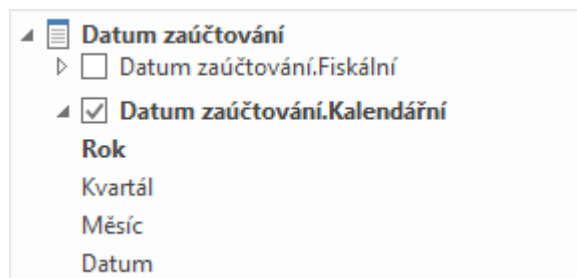 Datum zaúčtování
Datum zaúčtování.Fiskální
Datum zaúčtování.Kalendářní
Rok
Kvartál
Měsíc
Datum